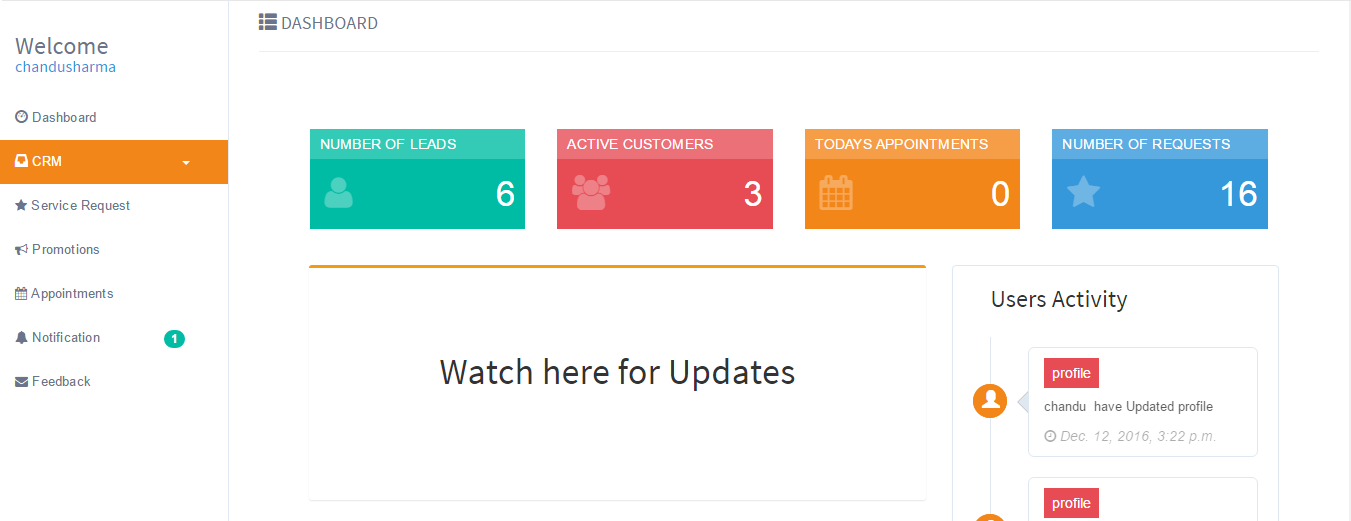 Welcome
chandusharma
Dashboard
CRM
Service Request
Promotions
Appointments
Notification 1
Feedback
DASHBOARD
NUMBER OF LEADS
6
ACTIVE CUSTOMERS
3
TODAYS APPOINTMENTS
0
NUMBER OF REQUESTS
16
Watch here for Updates
Users Activity
profile
chandu have Updated profile
Dec. 12, 2016, 3:22 p.m.
profile